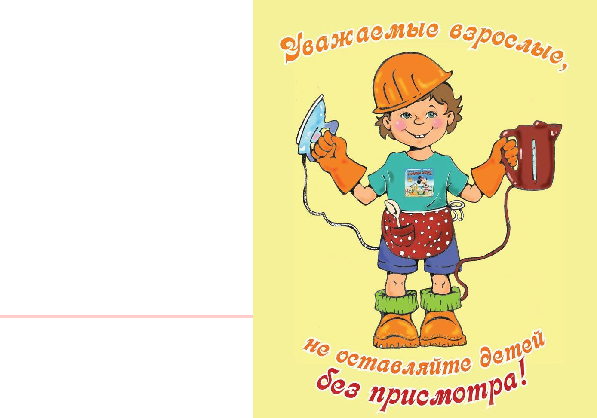 Уважаемые взрослые,
не оставляйте детей
без присмотра!